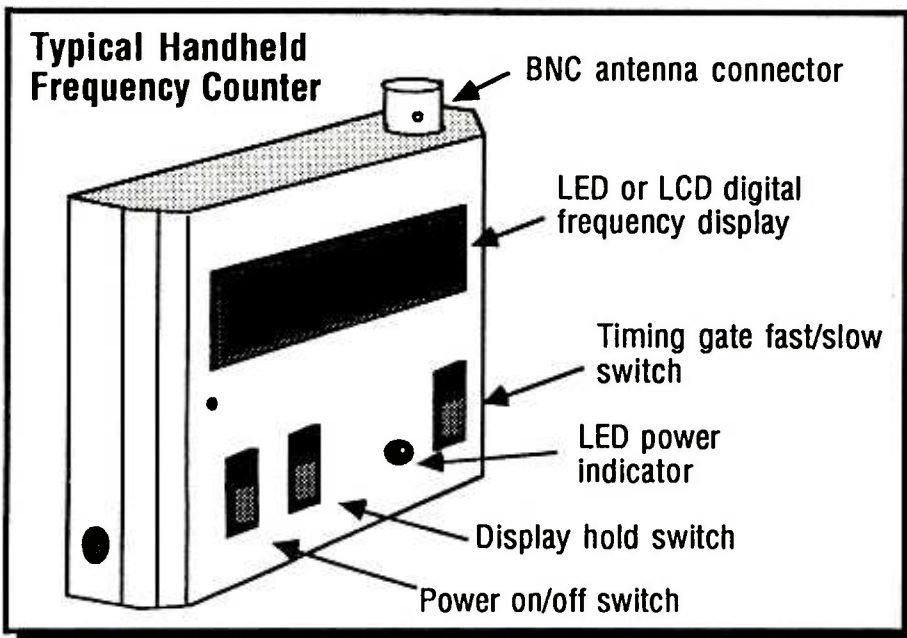 Typical Handheld
Frequency Counter
BNC antenna connector
LED or LCD digital
frequency display
Timing gate fast/slow
switch
LED power
indicator
Display hold switch
Power on/off switch